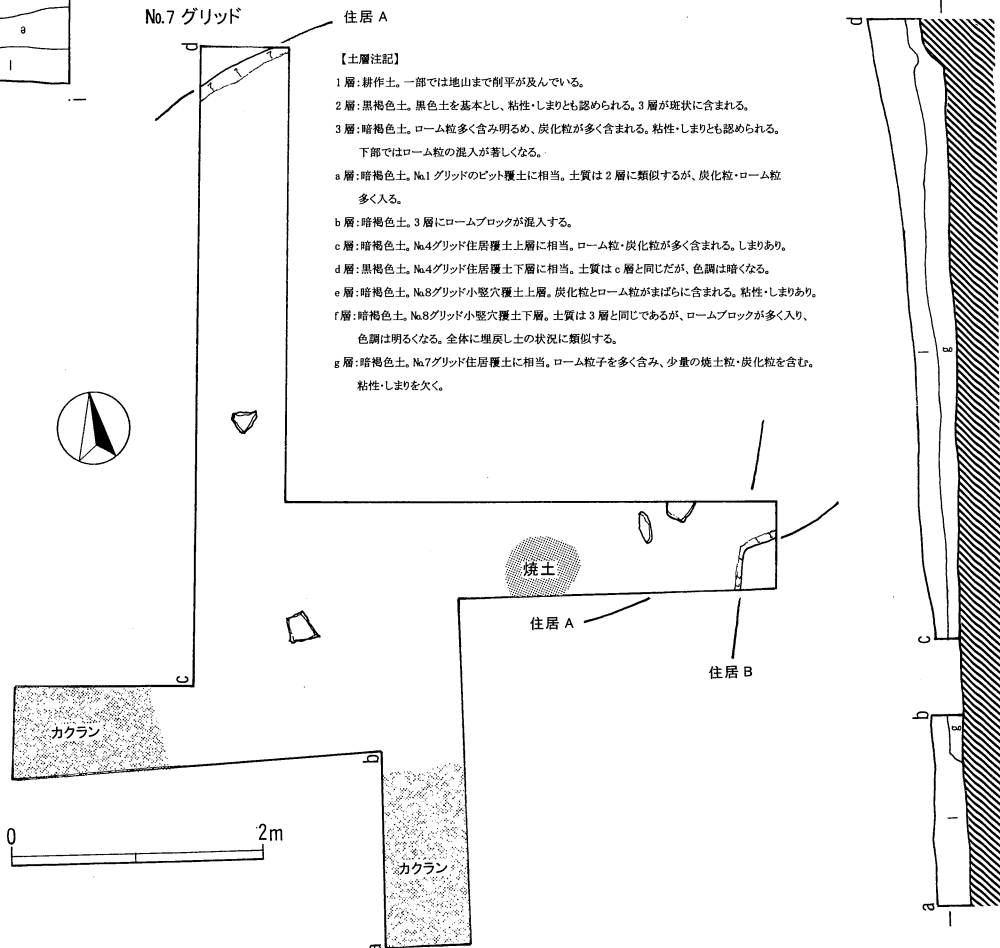 No.7 グリッド
住居 A
【土層注記】
1 層:耕作土。一部では地山まで削平が及んでいる。
2 層:黒褐色土。黒色土を基本とし、粘性・しまりとも認められる。3 層が斑状に含まれる。
3 層:暗褐色土。ローム粒多く含み明るめ、炭化粒が多く含まれる。粘性・しまりとも認められる。
下部ではローム粒の混入が著しくなる。
a 層:暗褐色土。No.1 グリッドのピット覆土に相当。土質は 2 層に類似するが、炭化粒・ローム粒
多く入る。
b 層:暗褐色土。3 層にロームブロックが混入する。
c 層:暗褐色土。No.4グリッド住居覆土上層に相当。ローム粒・炭化粒が多く含まれる。しまりあり。
d 層:黒褐色土。No.4グリッド住居覆土下層に相当。土質は c 層と同じだが、色調は暗くなる。
e 層:暗褐色土。No.8グリッド小竪穴覆土上層。炭化粒とローム粒がまばらに含まれる。粘性・しまりあり。
f 層:暗褐色土。No.8グリッド小竪穴覆土下層。土質は 3 層と同じであるが、ロームブロックが多く入り、
色調は明るくなる。全体に埋戻し土の状況に類似する。
g 層:暗褐色土。No.7グリッド住居覆土に相当。ローム粒子を多く含み、少量の焼土粒・炭化粒を含む。
粘性・しまりを欠く。
e
1
i
d
d
1
g
焼土
住居 A
住居 B
c
c
カクラン
b
b
g
1
0
2m
カクラン
a
a